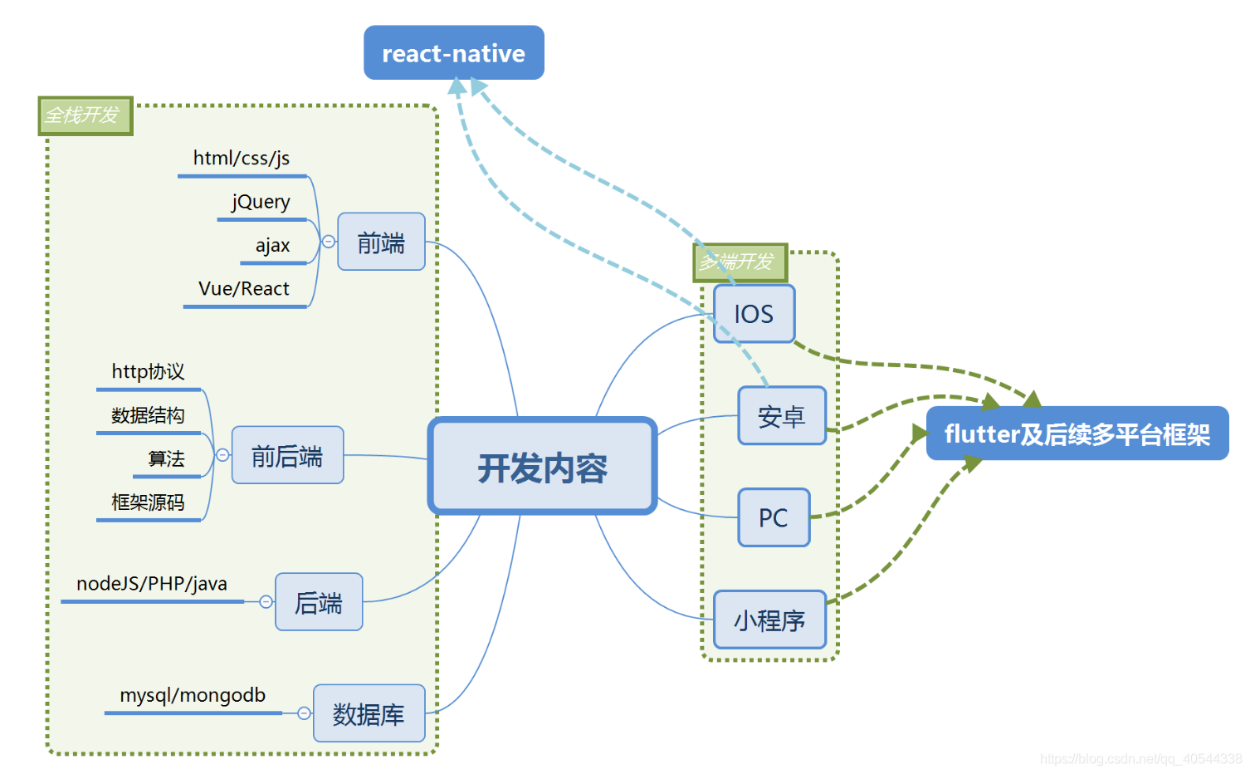 react-native
全栈开发
html/css/js
jQuery
ajax
Vue/React
前端
http协议
数据结构
算法
框架源码
前后端
nodeJS/PHP/java
后端
mysql/mongodb
数据库
开发内容
多端开发
IOS
安卓
PC
小程序
flutter及后续多平台框架
https://blog.csdn.net/qq_40544338